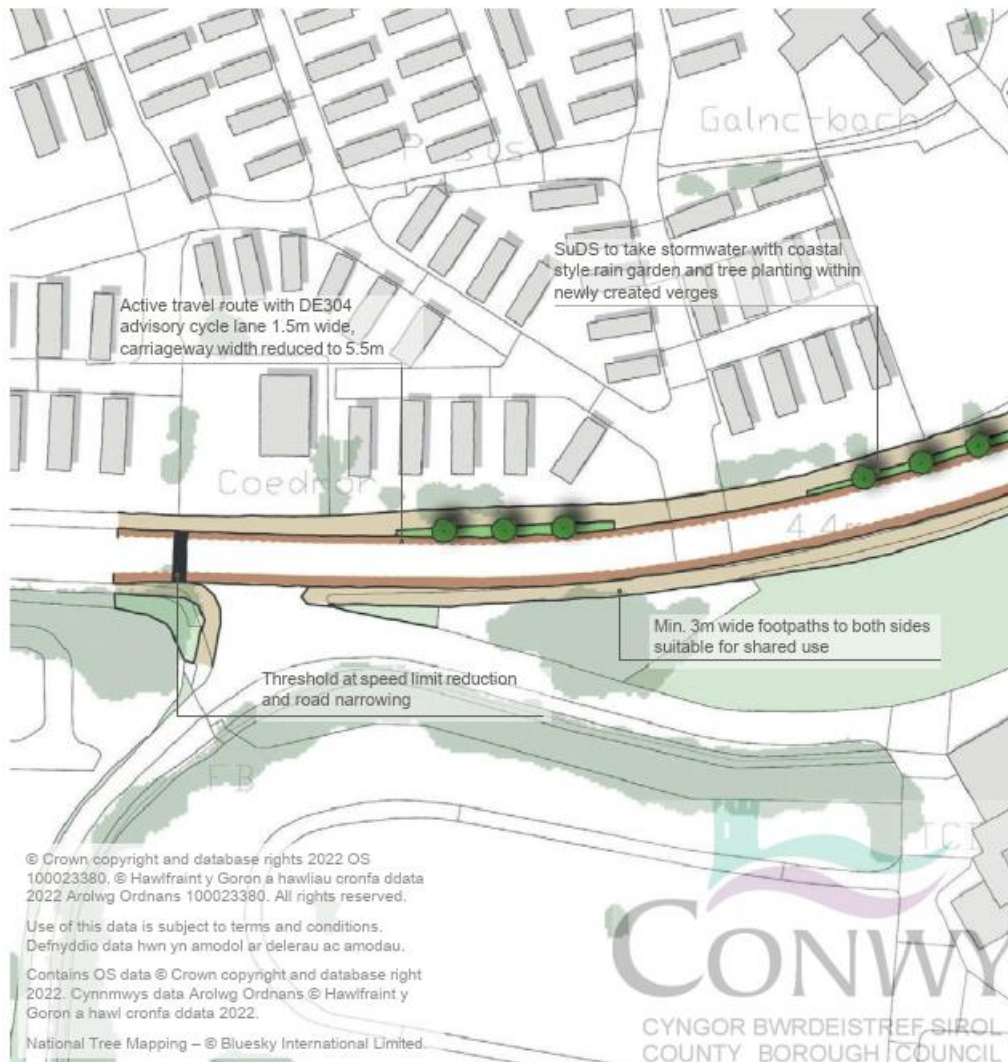 Galnc-bach
SuDS to take stormwater with coastal
style rain garden and tree planting within
newly created verges
Active travel route with DE304
advisory cycle lane 1.5m wide,
carriageway width reduced to 5.5m
Min. 3m wide footpaths to both sides
suitable for shared use
Threshold at speed limit reduction
and road narrowing
FB
© Crown copyright and database rights 2022 OS
100023380. © Hawlfraint y Goron a hawliau cronfa ddata
2022 Arolwg Ordnans 100023380. All rights reserved.
Use of this data is subject to terms and conditions.
Defnyddio data hwn yn amodol ar delerau ac amodau.
Contains OS data © Crown copyright and database right
2022. Cynnmwys data Arolwg Ordnans © Hawlfraint y
Goron a hawl cronfa ddata 2022.
National Tree Mapping – © Bluesky International Limited.
CONWY
CYNGOR BWRDEISTREF SIROL
COUNTY BOROUGH COUNCIL